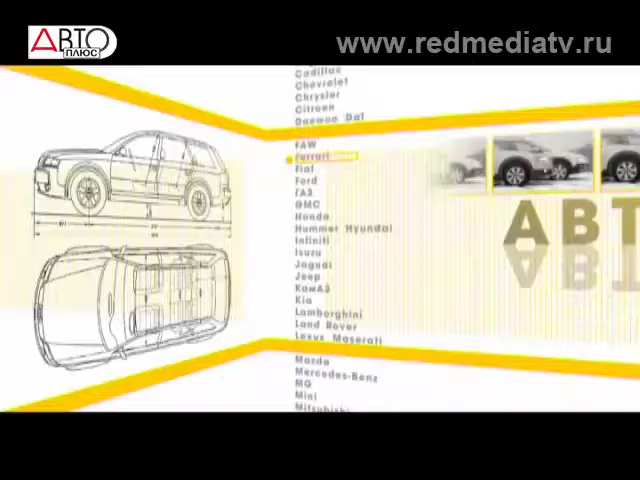 АВТО
ПЛЮС
www.redmediatv.ru
Cadillac
Chevrolet
Chrysler
Citroen
Daewoo Daf
FAW
Ferrari
Fiat
Ford
ГАЗ
GMC
Honda
Hummer Hyundai
Infiniti
Isuzu
Jaguar
Jeep
КамАЗ
Kia
Lamborghini
Land Rover
Lexus Maserati
Mazda
Mercedes-Benz
MG
Mini
Mitsubishi
АВТ